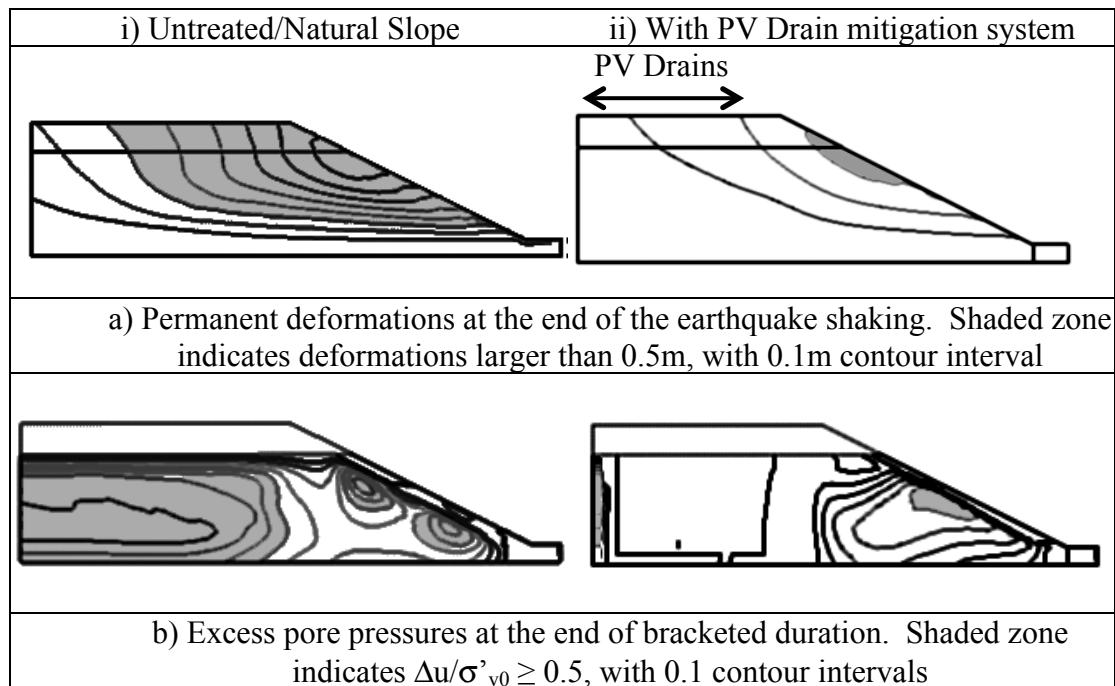 i) Untreated/Natural Slope
ii) With PV Drain mitigation system
PV Drains
a) Permanent deformations at the end of the earthquake shaking. Shaded zone
indicates deformations larger than 0.5m, with 0.1m contour interval
b) Excess pore pressures at the end of bracketed duration. Shaded zone
indicates Δu/σ’v0 ≥ 0.5, with 0.1 contour intervals